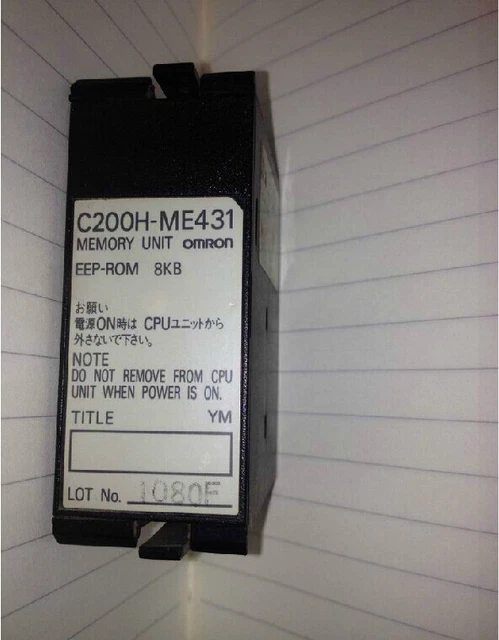 C200H-ME431
MEMORY UNIT OMRON
EEP-ROM 8KB
お願い
電源ON時は CPUユニットから
外さないで下さい。
NOTE
DO NOT REMOVE FROM CPU
UNIT WHEN POWER IS ON.
TITLE YM
LOT No. 1080F